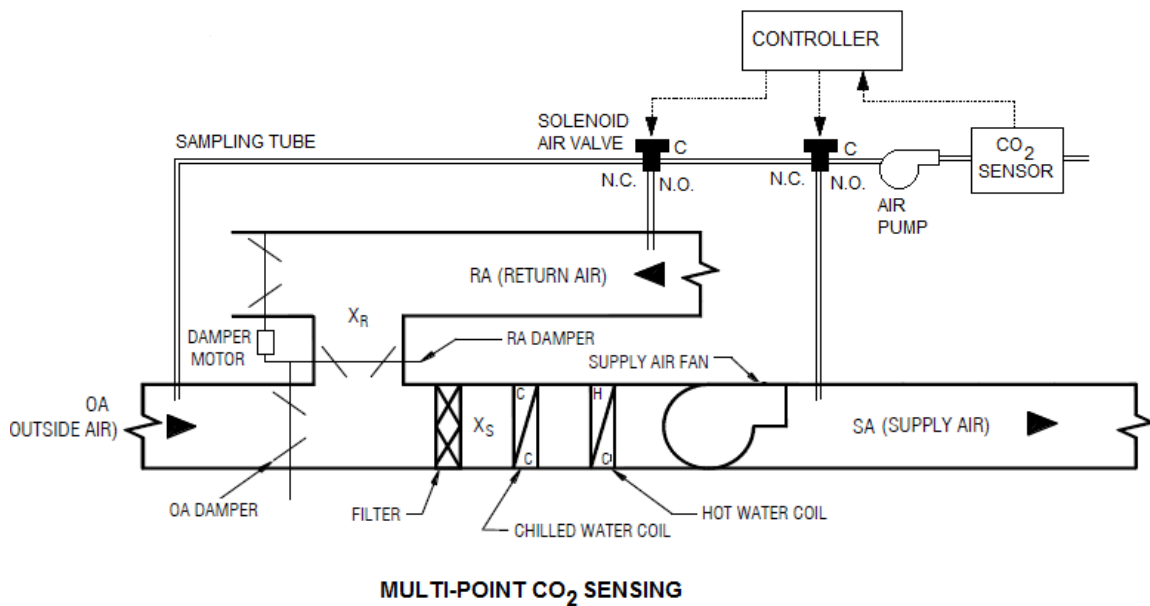 CONTROLLER
SOLENOID
AIR VALVE
C
C
SAMPLING TUBE
CO2
SENSOR
N.C.
N.O.
N.C.
N.O.
AIR
PUMP
RA (RETURN AIR)
XR
DAMPER
MOTOR
RA DAMPER
SUPPLY AIR FAN
OA
OUTSIDE AIR)
C
C
H
C
XS
SA (SUPPLY AIR)
OA DAMPER
FILTER
CHILLED WATER COIL
HOT WATER COIL
MULTI-POINT CO2 SENSING